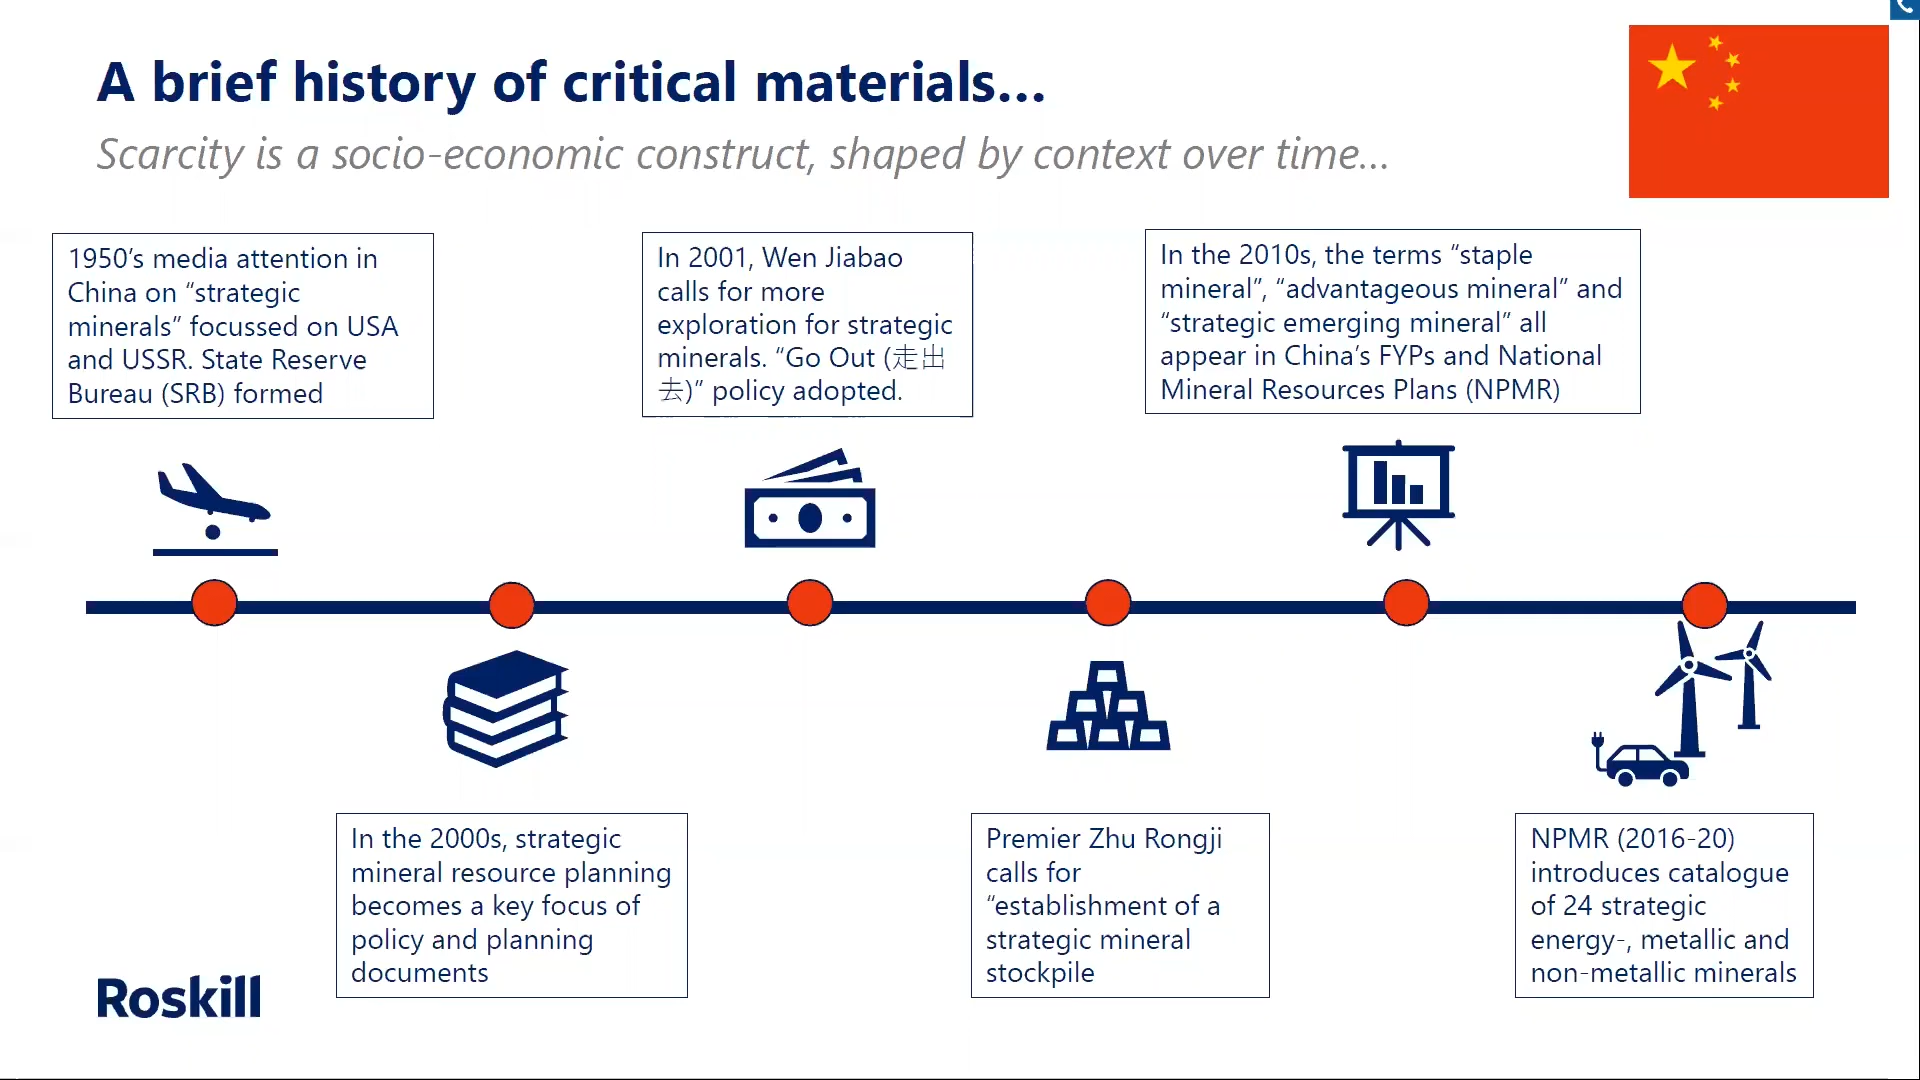 A brief history of critical materials...
Scarcity is a socio-economic construct, shaped by context over time...
1950’s media attention in
China on “strategic
minerals” focussed on USA
and USSR. State Reserve
Bureau (SRB) formed
In the 2000s, strategic
mineral resource planning
becomes a key focus of
policy and planning
documents
In 2001, Wen Jiabao
calls for more
exploration for strategic
minerals. “Go Out (走出
去)” policy adopted.
Premier Zhu Rongji
calls for
“establishment of a
strategic mineral
stockpile
In the 2010s, the terms “staple
mineral”, “advantageous mineral” and
“strategic emerging mineral” all
appear in China’s FYPs and National
Mineral Resources Plans (NPMR)
NPMR (2016-20)
introduces catalogue
of 24 strategic
energy-, metallic and
non-metallic minerals
Roskill